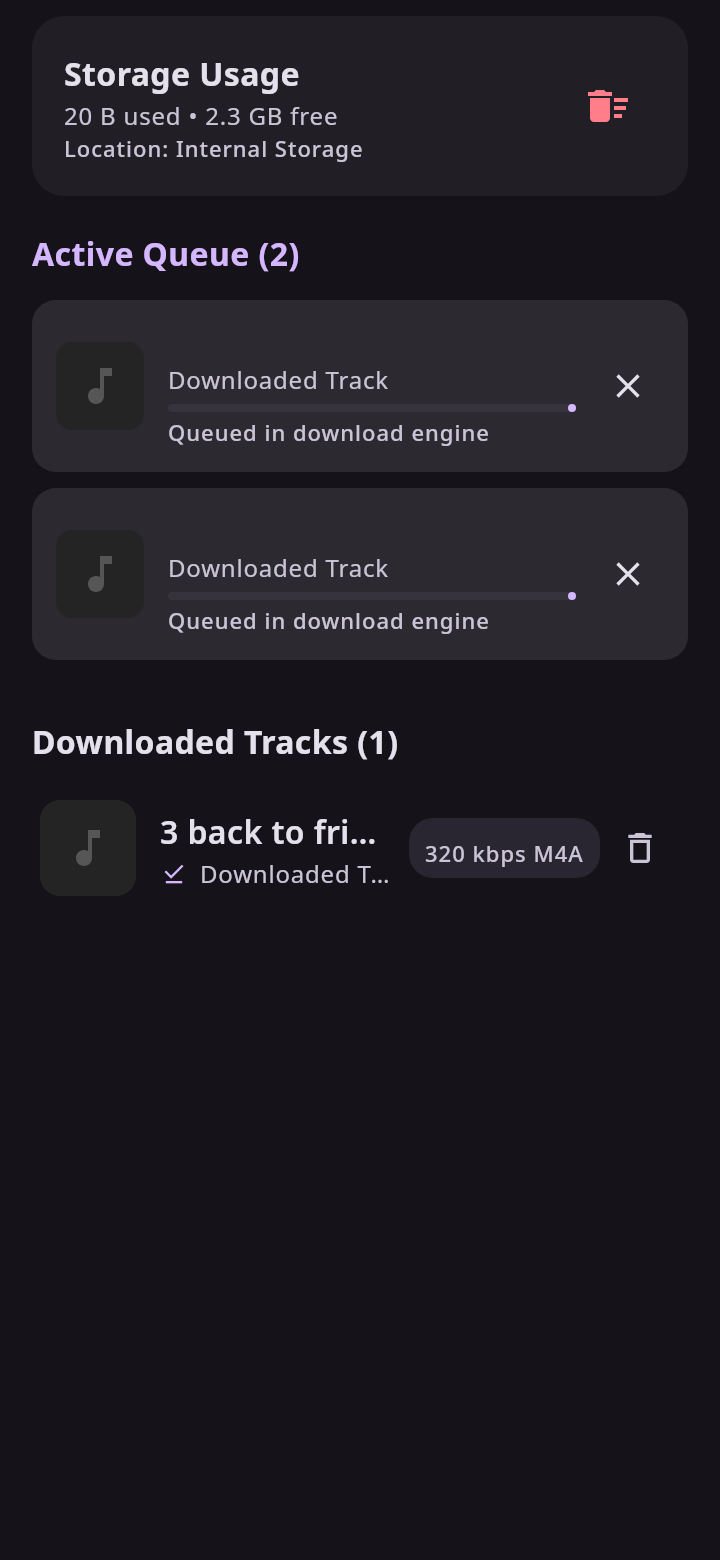 Storage Usage
20 B used • 2.3 GB free
Location: Internal Storage
Active Queue (2)
Downloaded Track
Queued in download engine
Downloaded Track
Queued in download engine
Downloaded Tracks (1)
3 back to fri...
320 kbps M4A
Downloaded T...